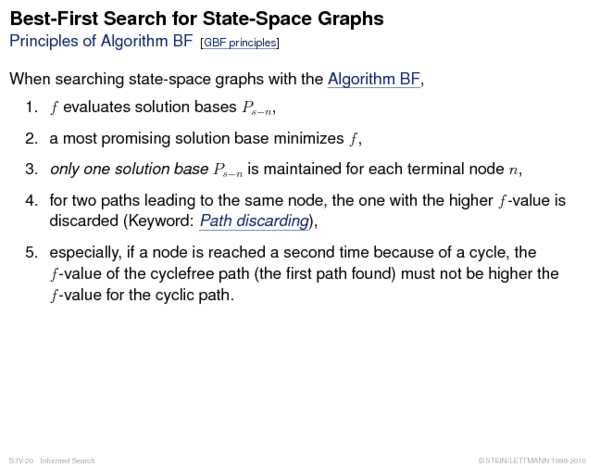 Best-First Search for State-Space Graphs
Principles of Algorithm BF [GBF principles]
When searching state-space graphs with the Algorithm BF,
1. f evaluates solution bases Ps−n,
2. a most promising solution base minimizes f,
3. only one solution base Ps−n is maintained for each terminal node n,
4. for two paths leading to the same node, the one with the higher f-value is
discarded (Keyword: Path discarding),
5. especially, if a node is reached a second time because of a cycle, the
f-value of the cyclefree path (the first path found) must not be higher the
f-value for the cyclic path.
S:IV-20 Informed Search
©STEIN/LETTMANN 1998-2016